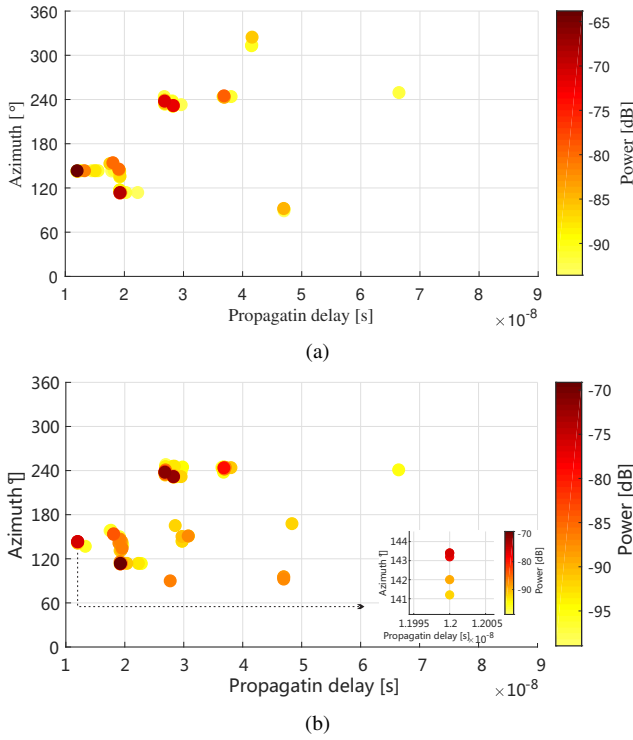 360
300
240
180
120
60
0
Azimuth [°]
1 2 3 4 5 6 7 8 9
Propagatin delay [s]
×10-8
-65
-70
-75
-80
-85
-90
Power [dB]
(a)
360
300
240
180
120
60
0
Azimuth [°]
1 2 3 4 5 6 7 8 9
Propagatin delay [s]
×10-8
144
143
142
141
Azimuth [°]
1.1995 1.2 1.2005
Propagatin delay [s]
×10-8
-70
-80
-90
Power [dB]
-70
-75
-80
-85
-90
-95
Power [dB]
(b)